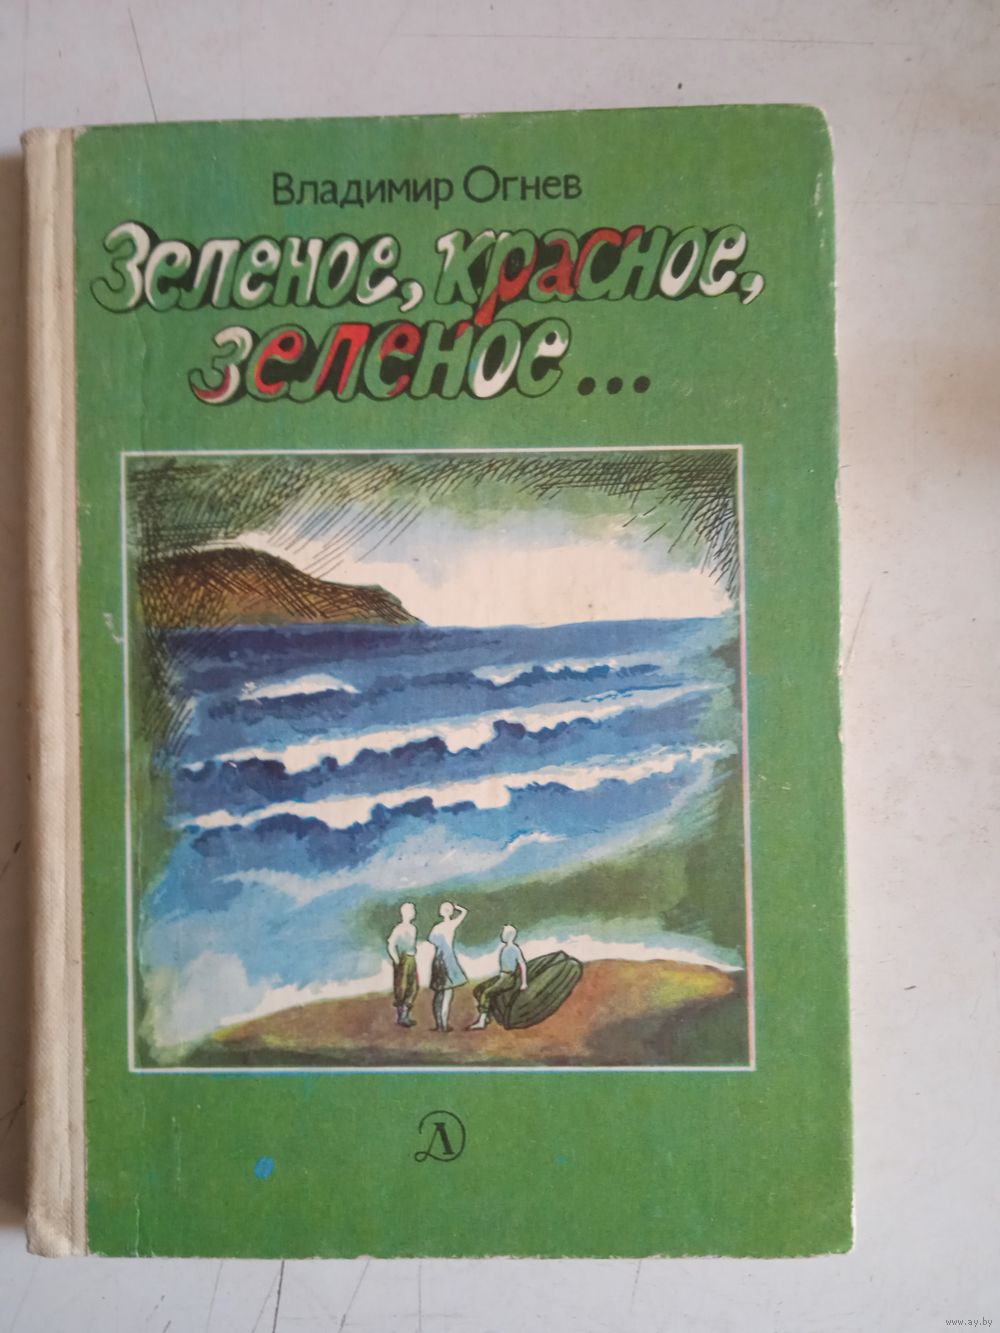 Владимир Огнев
Зеленое, красное,
зеленое...
Д
www.ay.by